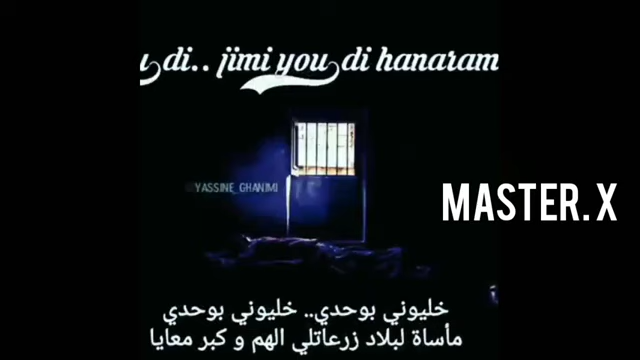 di.. jimi you di hanaram
YASSINE_GHANIMI
MASTER. X
خليوني بوحدي.. خليوني بوحدي
مأساة لبلاد زرعاتلي الهم و كبر معايا